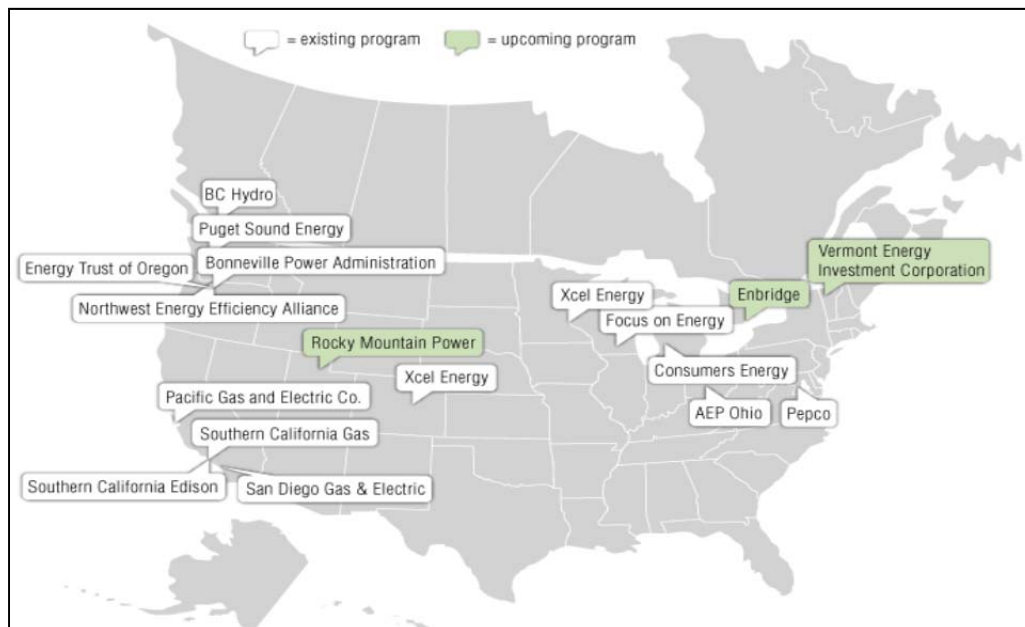 = existing program
= upcoming program
BC Hydro
Puget Sound Energy
Energy Trust of Oregon
Bonneville Power Administration
Northwest Energy Efficiency Alliance
Vermont Energy
Investment Corporation
Xcel Energy
Enbridge
Focus on Energy
Rocky Mountain Power
Xcel Energy
Consumers Energy
Pacific Gas and Electric Co.
AEP Ohio
Pepco
Southern California Gas
Southern California Edison
San Diego Gas & Electric